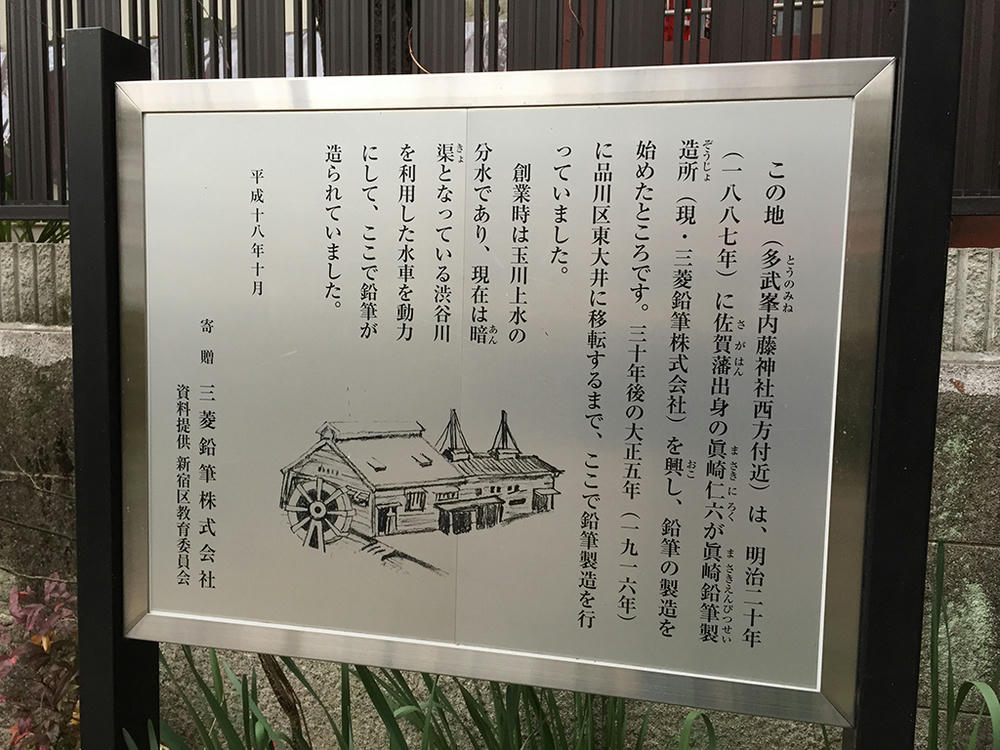 この地(多武峯内藤神社西方付近)は、明治二十年
(一八八七年)に佐賀藩出身の眞崎仁六が眞崎鉛筆製
造所(現・三菱鉛筆株式会社)を興し、鉛筆の製造を
始めたところです。三十年後の大正五年(一九一六年)
に品川区東大井に移転するまで、ここで鉛筆製造を行
っていました。
創業時は玉川上水の
分水であり、現在は暗
渠となっている渋谷川
を利用した水車を動力
にして、ここで鉛筆が
造られていました。
平成十八年十月
寄贈 三菱鉛筆株式会社
資料提供 新宿区教育委員会